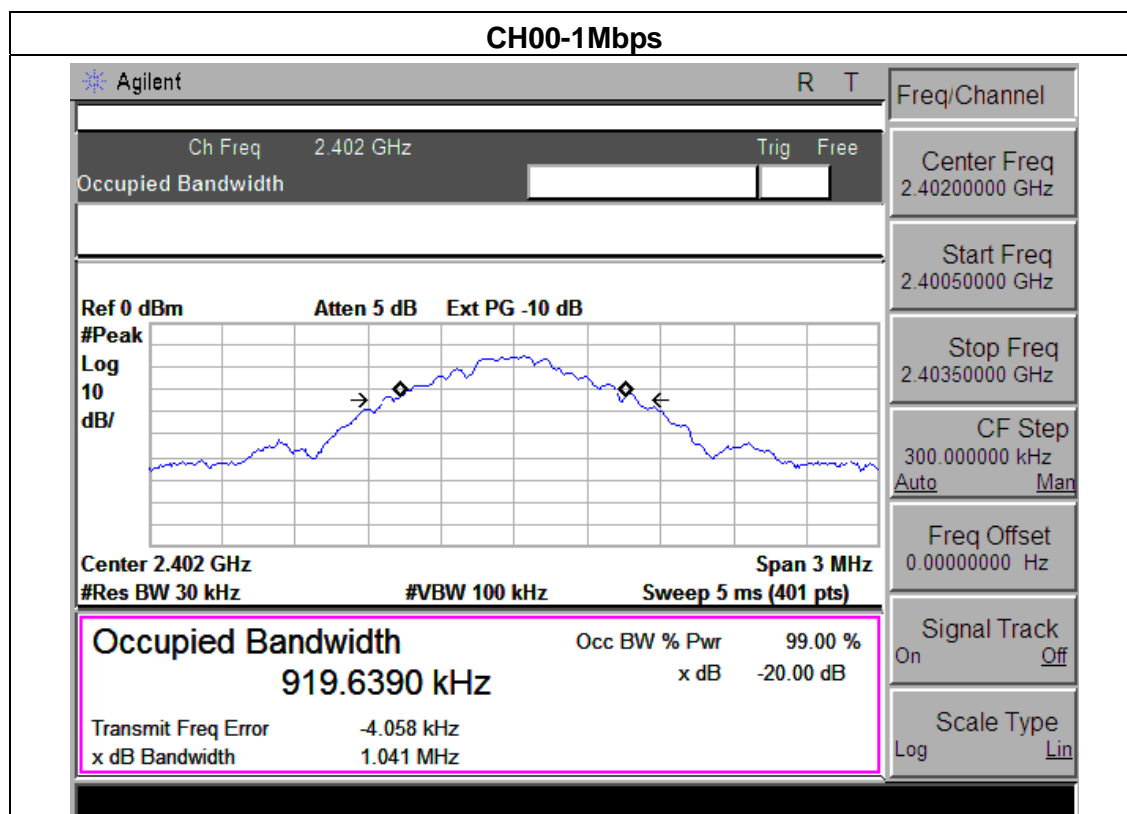 CH00-1Mbps
Agilent R T
Freq/Channel
Ch Freq 2.402 GHz Trig Free
Occupied Bandwidth
Center Freq
2.40200000 GHz
Start Freq
2.40050000 GHz
Stop Freq
2.40350000 GHz
CF Step
300.000000 kHz
Auto Man
Freq Offset
0.00000000 Hz
Signal Track
On Off
Scale Type
Log Lin
Ref 0 dBm Atten 5 dB Ext PG -10 dB
#Peak
Log
10
dB/
Center 2.402 GHz Span 3 MHz
#Res BW 30 kHz #VBW 100 kHz Sweep 5 ms (401 pts)
Occupied Bandwidth Occ BW % Pwr 99.00 %
919.6390 kHz x dB -20.00 dB
Transmit Freq Error -4.058 kHz
x dB Bandwidth 1.041 MHz